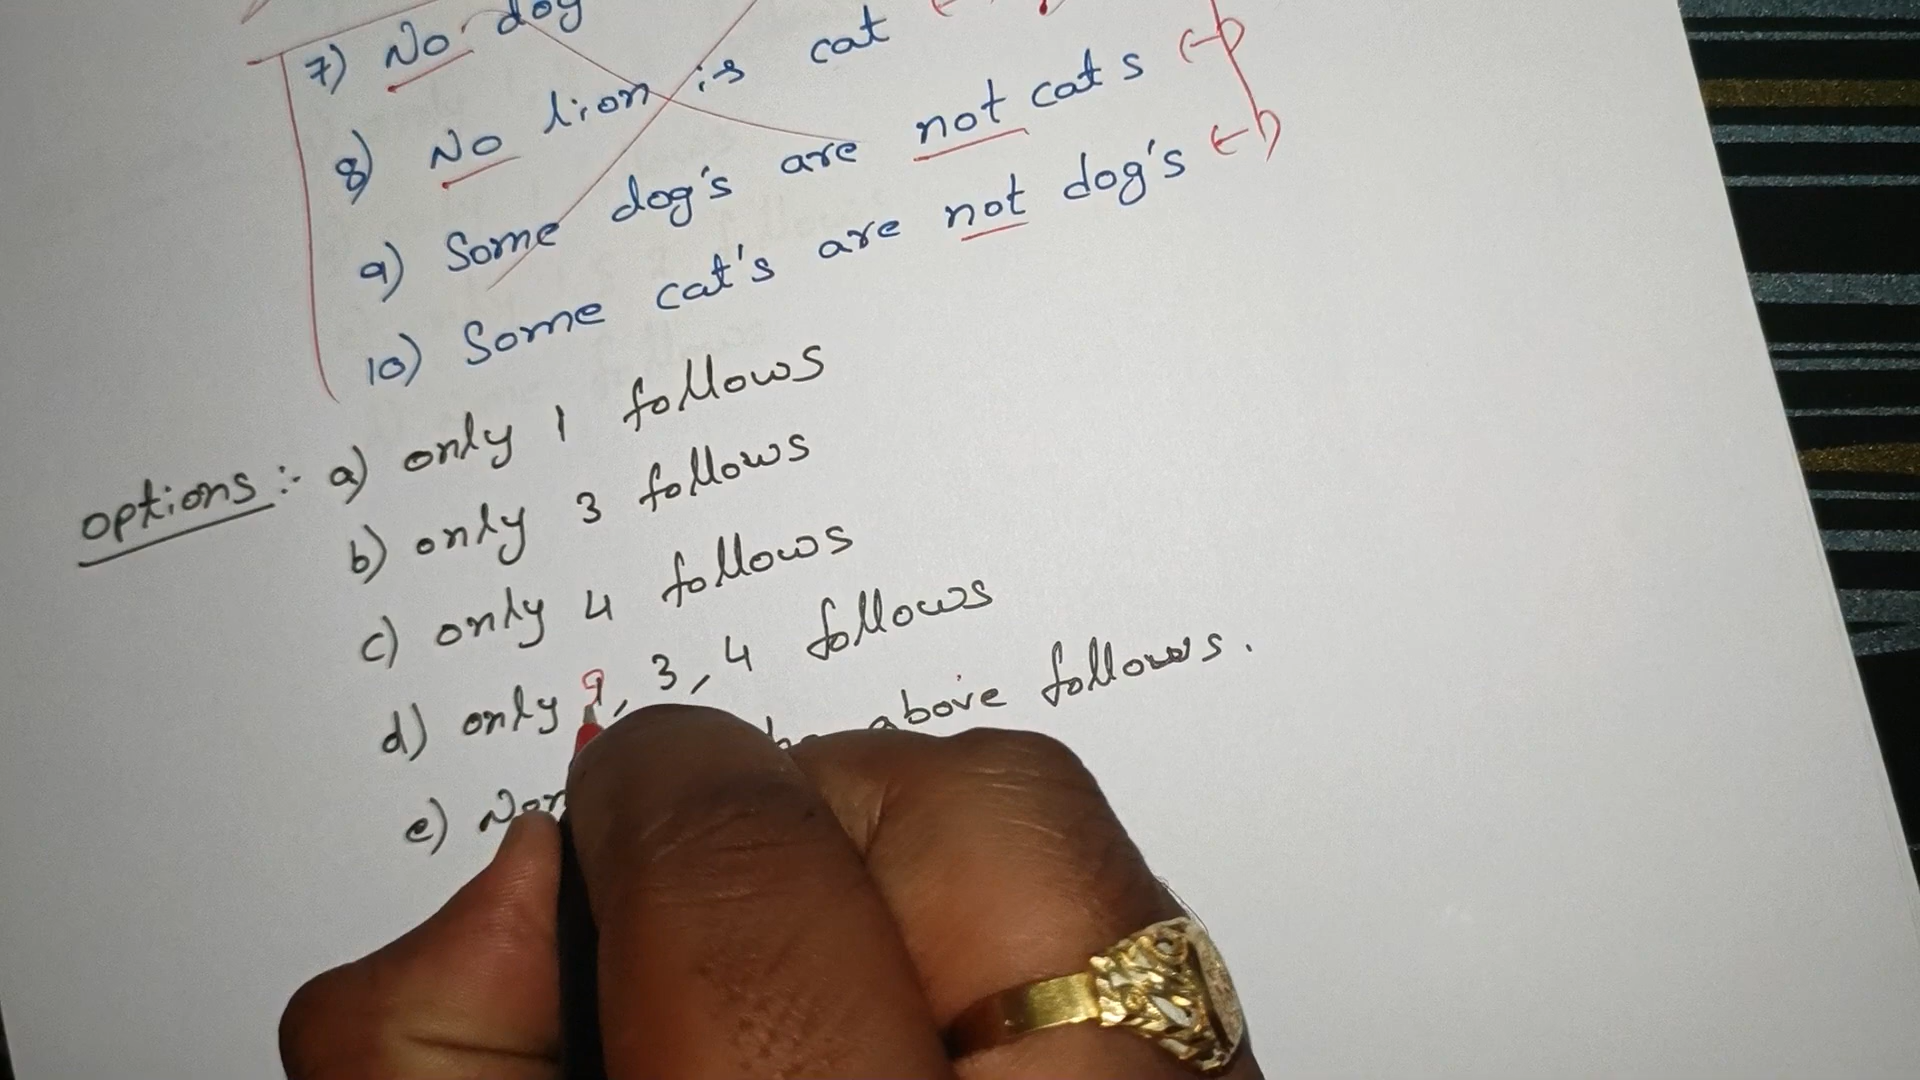 7) No dog
8) No lion is cat
9) Some dog's are not cats
10) Some cat's are not dog's
options:- a) only 1 follows
b) only 3 follows
c) only 4 follows
d) only 9, 3, 4 follows
e) above follows.